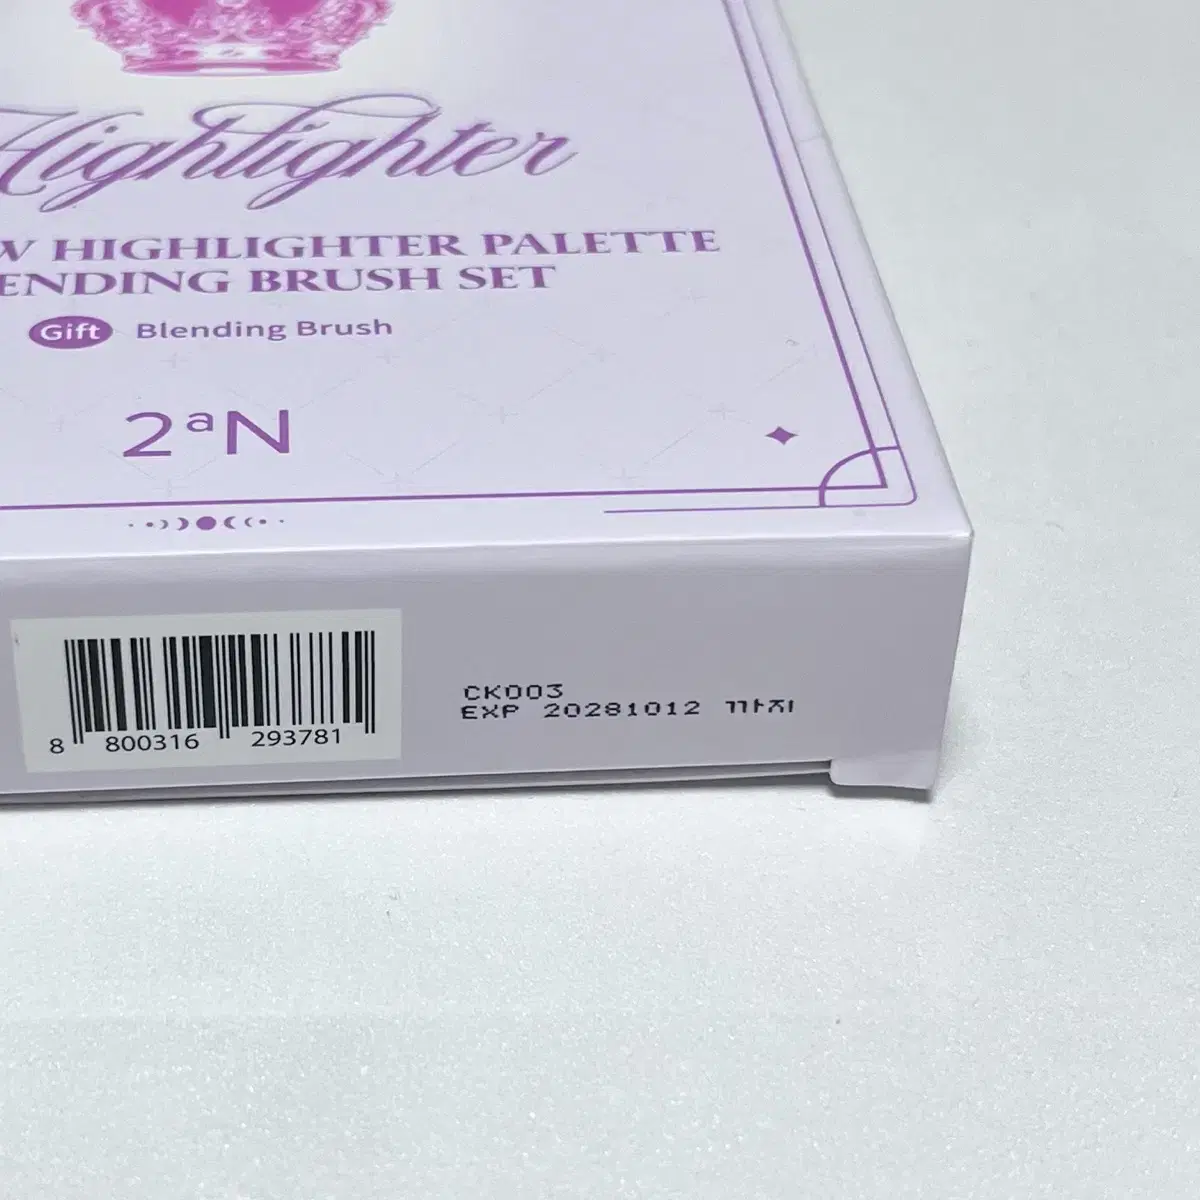 Highlighter
W HIGHLIGHTER PALETTE
ENDING BRUSH SET
Gift Blending Brush
2aN
8 800316 293781
CK003
EXP 20281012 까지